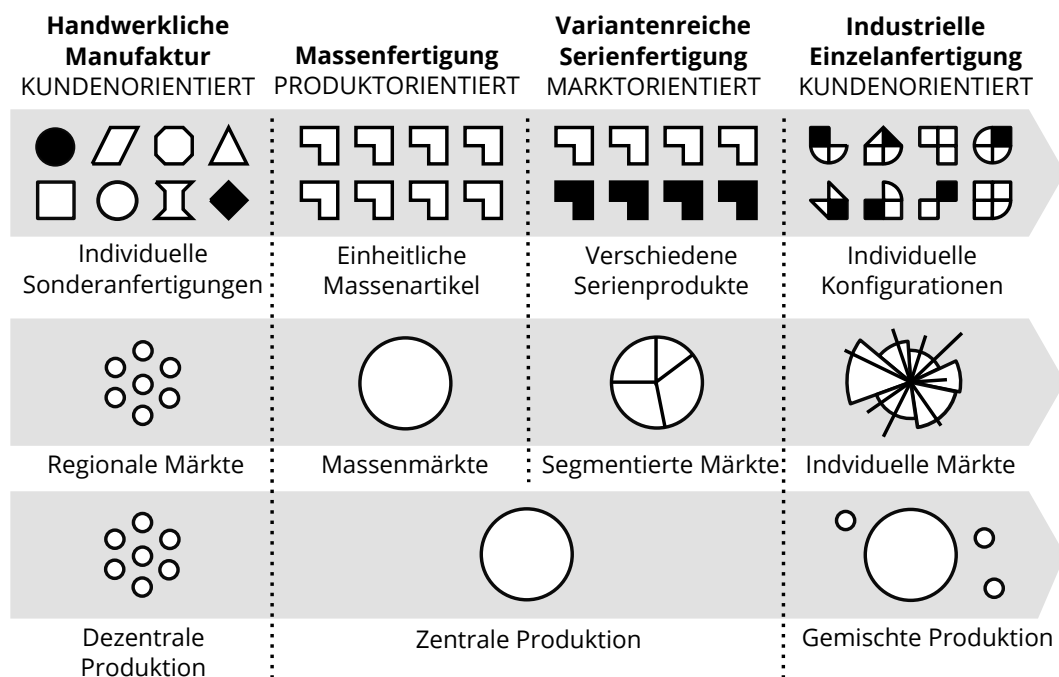 Handwerkliche
Manufaktur
KUNDENORIENTIERT
Massenfertigung
PRODUKTORIENTIERT
Variantenreiche
Serienfertigung
MARKTORIENTIERT
Industrielle
Einzelanfertigung
KUNDENORIENTIERT
Individuelle
Sonderanfertigungen
Einheitliche
Massenartikel
Verschiedene
Serienprodukte
Individuelle
Konfigurationen
Regionale Märkte
Massenmärkte
Segmentierte Märkte
Indviduelle Märkte
Dezentrale
Produktion
Zentrale Produktion
Gemischte Produktion